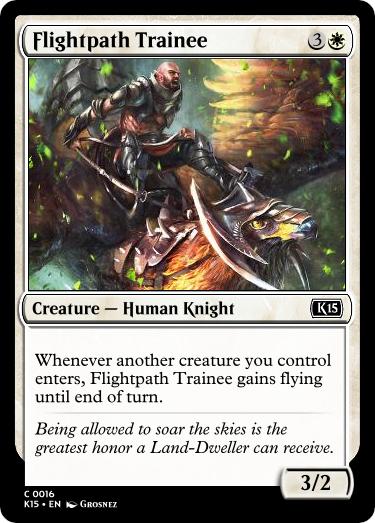 Flightpath Trainee 3
Creature — Human Knight K15
Whenever another creature you control
enters, Flightpath Trainee gains flying
until end of turn.
Being allowed to soar the skies is the
greatest honor a Land-Dweller can receive.
3/2
C 0016
K15 • EN Grosnez